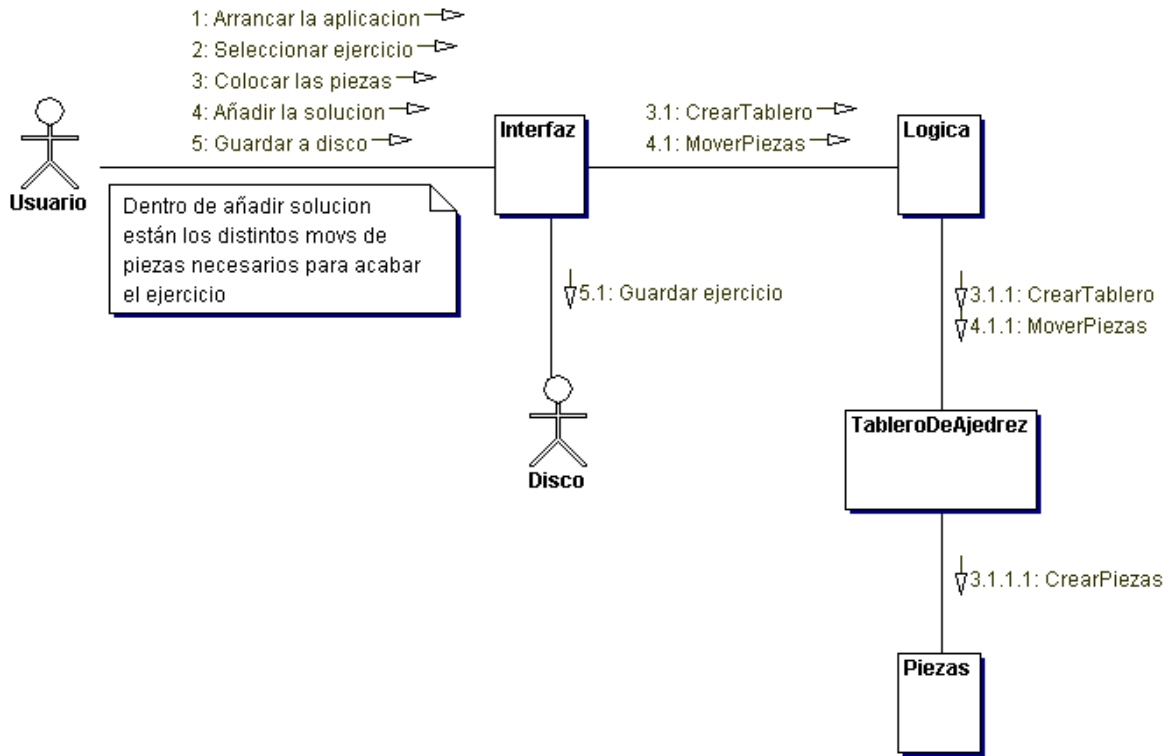 1: Arrancar la aplicacion
2: Seleccionar ejercicio
3: Colocar las piezas
4: Añadir la solucion
5: Guardar a disco
3.1: CrearTablero
4.1: MoverPiezas
Interfaz
Logica
Usuario
Dentro de añadir solucion
están los distintos movs de
piezas necesarios para acabar
el ejercicio
5.1: Guardar ejercicio
3.1.1: CrearTablero
4.1.1: MoverPiezas
Disco
TableroDeAjedrez
3.1.1.1: CrearPiezas
Piezas